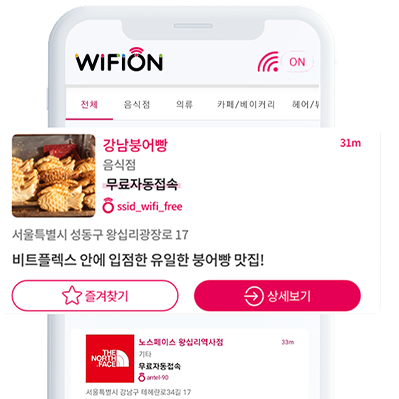 WiFiON
ON
전체 음식점 의류 카페/베이커리 헤어/뷰
강남붕어빵 31m
음식점
무료자동접속
ssid_wifi_free
서울특별시 성동구 왕십리광장로 17
비트플렉스 안에 입점한 유일한 붕어빵 맛집!
즐겨찾기 상세보기
THE NORTH FACE
노스페이스 왕십리역사점 33m
기타
무료자동접속
antel-90
서울특별시 강남구 테헤란로34길 17